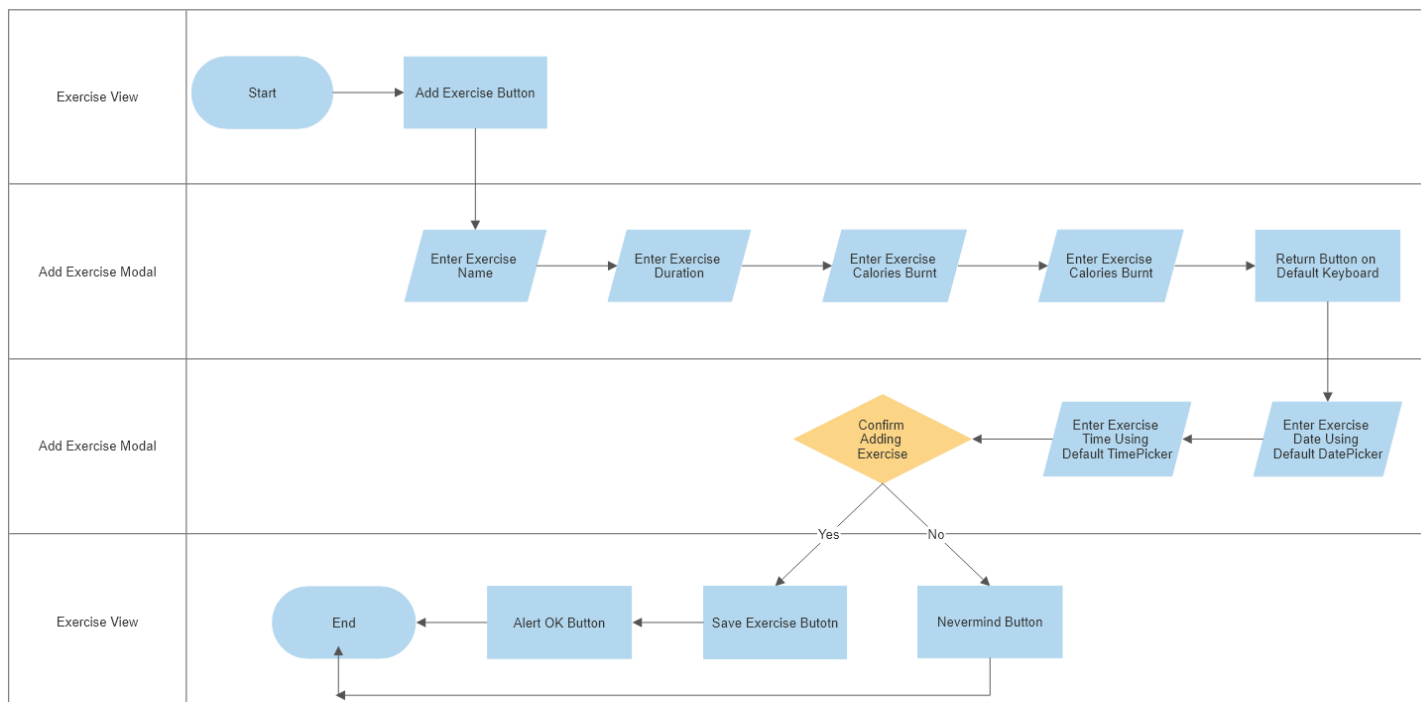 Exercise View
Start
Add Exercise Button
Add Exercise Modal
Enter Exercise
Name
Enter Exercise
Duration
Enter Exercise
Calories Burnt
Enter Exercise
Calories Burnt
Return Button on
Default Keyboard
Add Exercise Modal
Confirm
Adding
Exercise
Enter Exercise
Time Using
Default TimePicker
Enter Exercise
Date Using
Default DatePicker
Yes
No
Exercise View
End
Alert OK Button
Save Exercise Butotn
Nevermind Button